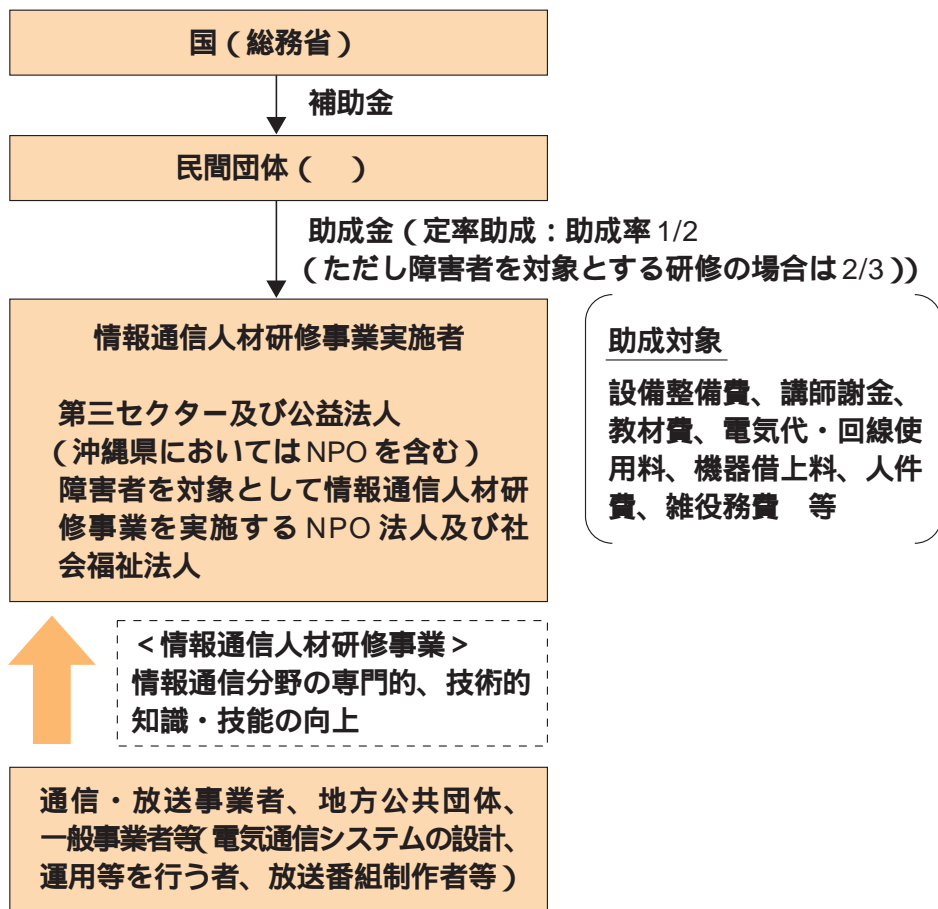 国(総務省)
補助金
民間団体(　)
助成金(定率助成:助成率1/2
(ただし障害者を対象とする研修の場合は2/3))
情報通信人材研修事業実施者
第三セクター及び公益法人
(沖縄県においてはNPOを含む)
障害者を対象として情報通信人材研
修事業を実施するNPO法人及び社
会福祉法人
助成対象
設備整備費、講師謝金、
教材費、電気代・回線使
用料、機器借上料、人件
費、雑役務費　等
<情報通信人材研修事業>
情報通信分野の専門的、技術的
知識・技能の向上
通信・放送事業者、地方公共団体、
一般事業者等(電気通信システムの設計、
運用等を行う者、放送番組制作者等)